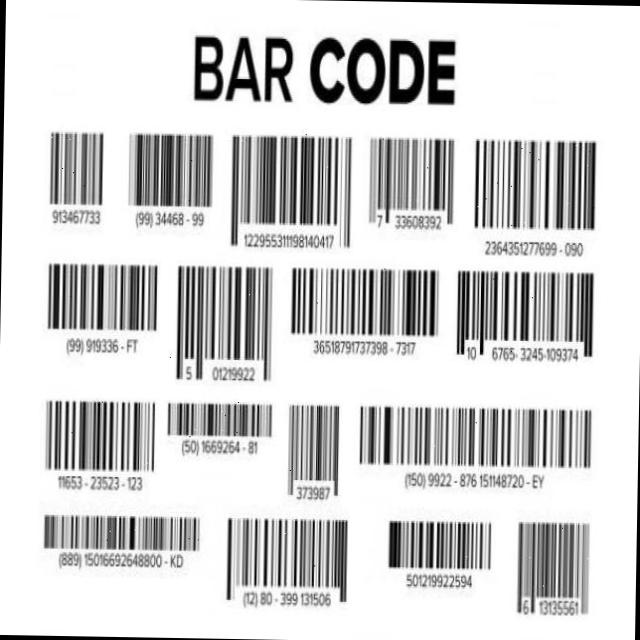 BAR CODE
913467733
(99) 34468 - 99
122955311198140417
7 33608392
2364351277699 - 090
(99) 919336 - FT
5 01219922
36518791737398 - 7317
10 6765- 3245-109374
11653 - 23523 - 123
(50) 1669264 - 81
373987
(150) 9922 - 876 151148720 - EY
(889) 15016692648800 - KD
(12) 80 - 399 131506
501219922594
6 13135561